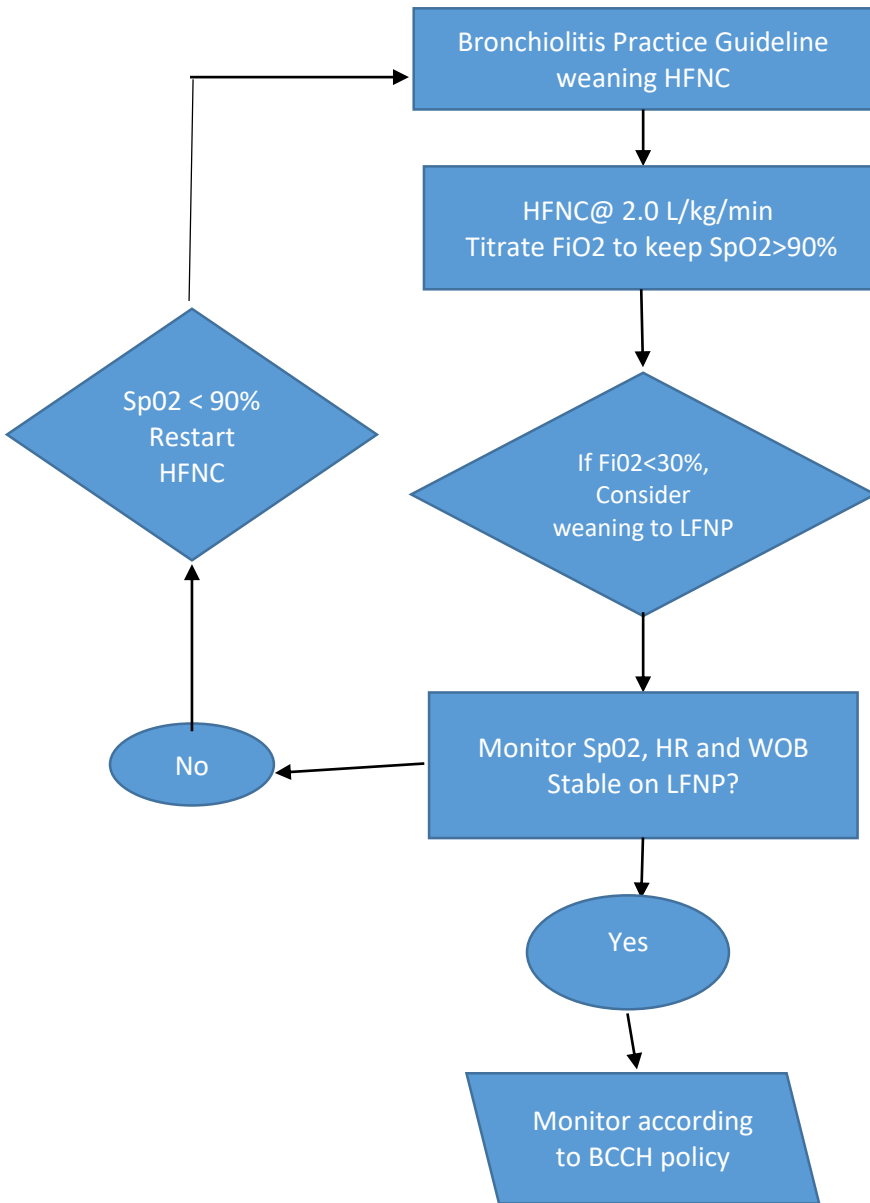 Bronchiolitis Practice Guideline
weaning HFNC
HFNC@ 2.0 L/kg/min
Titrate FiO2 to keep SpO2>90%
Sp02 < 90%
Restart
HFNC
If Fi02<30%,
Consider
weaning to LFNP
Monitor Sp02, HR and WOB
Stable on LFNP?
No
Yes
Monitor according
to BCCH policy